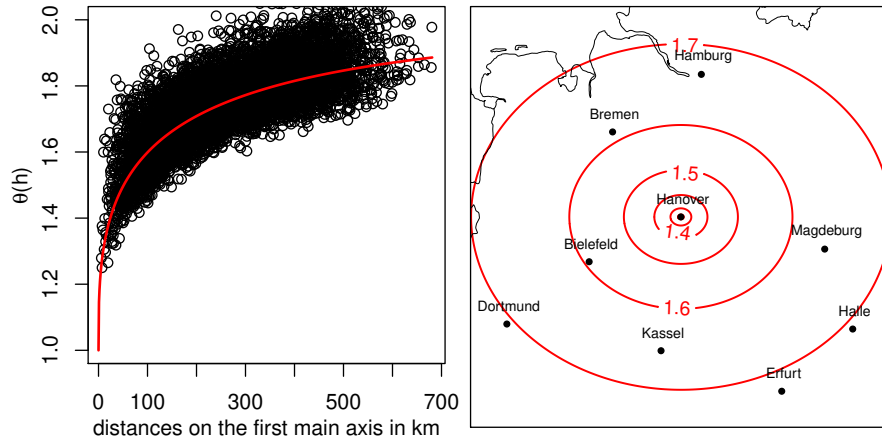 2.0
1.8
1.6
1.4
1.2
1.0
θ(h)
0
100
300
500
700
distances on the first main axis in km
1.7
Hamburg
Bremen
1.5
Hanover
1.4
Bielefeld
Magdeburg
1.6
Dortmund
Halle
Kassel
Erfurt